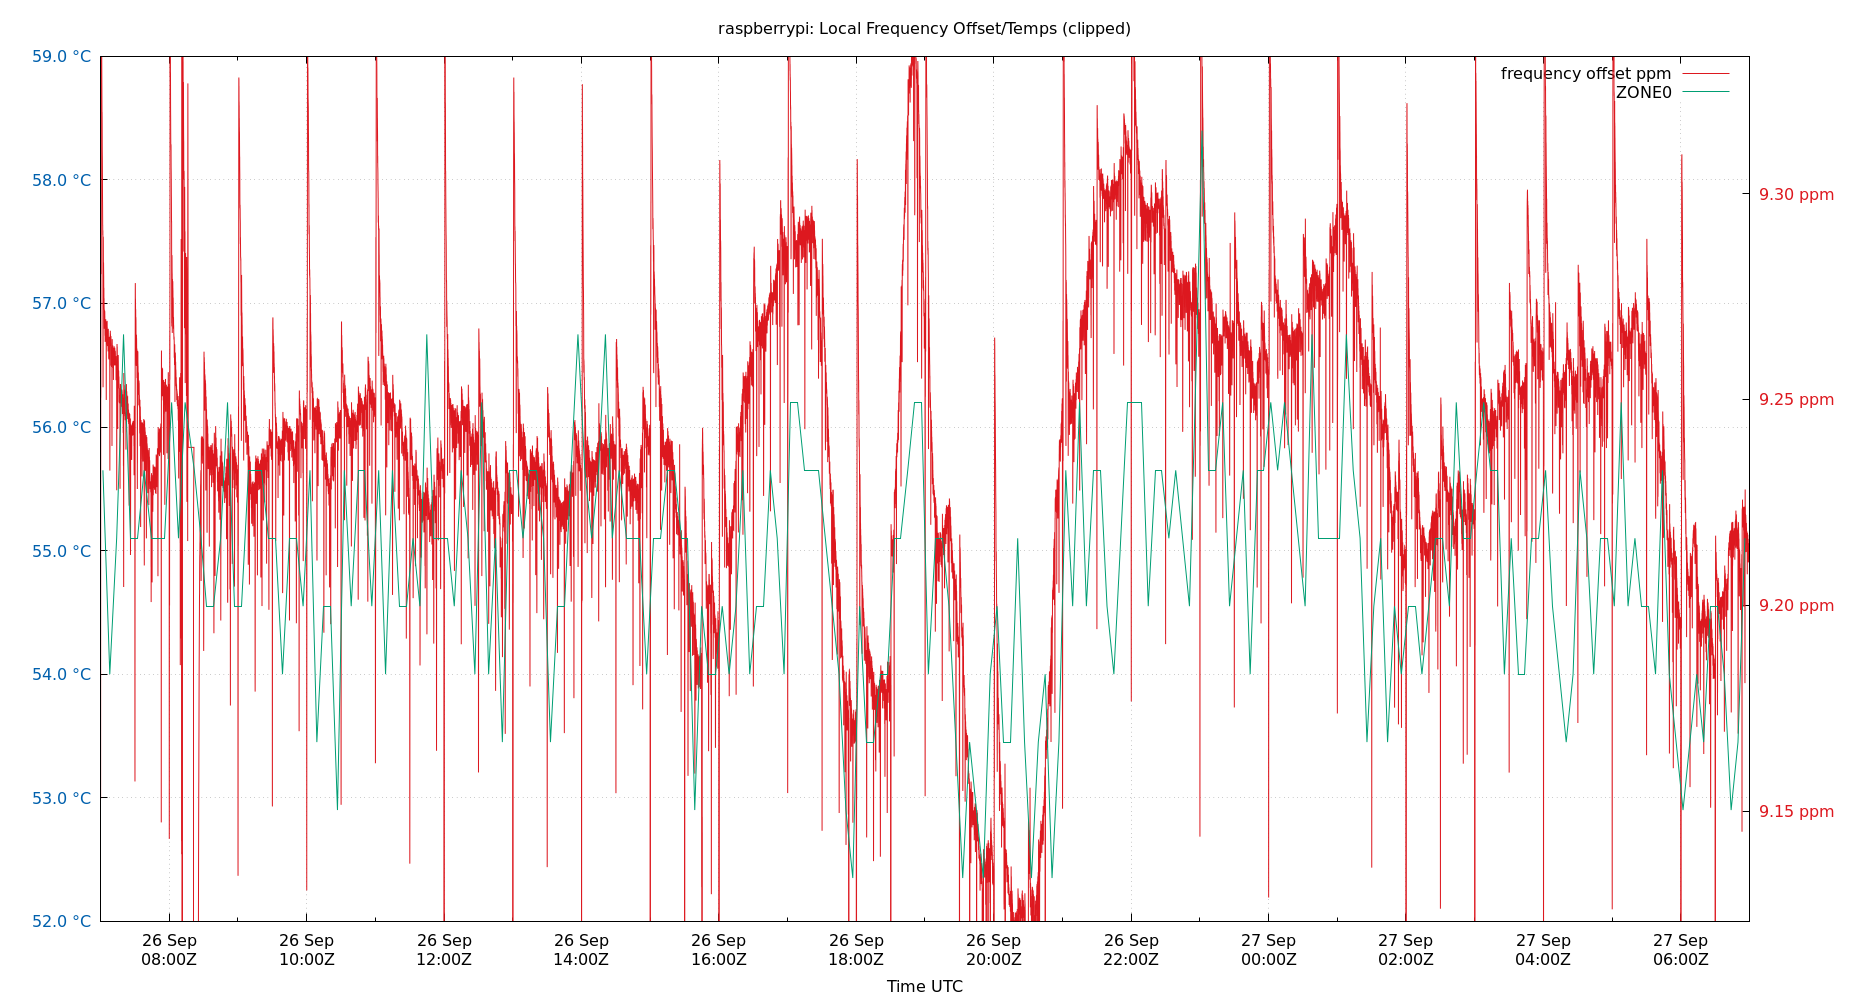 raspberrypi: Local Frequency Offset/Temps (clipped)
59.0 °C
58.0 °C
57.0 °C
56.0 °C
55.0 °C
54.0 °C
53.0 °C
52.0 °C
frequency offset ppm
ZONE0
9.30 ppm
9.25 ppm
9.20 ppm
9.15 ppm
26 Sep
08:00Z
26 Sep
10:00Z
26 Sep
12:00Z
26 Sep
14:00Z
26 Sep
16:00Z
26 Sep
18:00Z
26 Sep
20:00Z
26 Sep
22:00Z
27 Sep
00:00Z
27 Sep
02:00Z
27 Sep
04:00Z
27 Sep
06:00Z
Time UTC